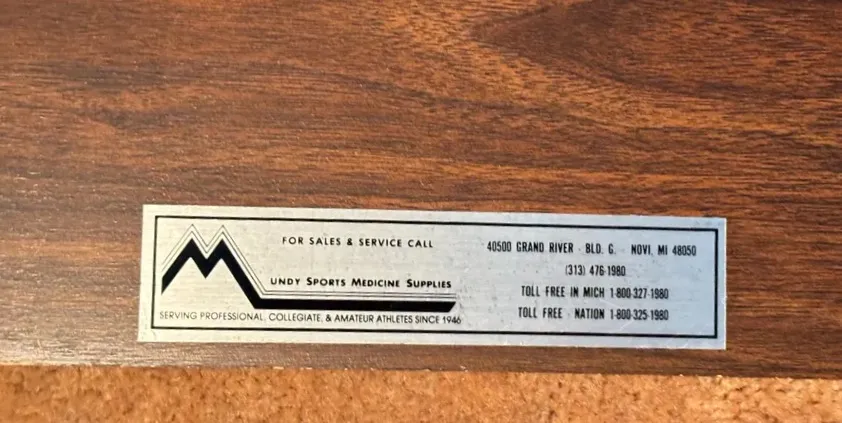 FOR SALES & SERVICE CALL
MUNDY SPORTS MEDICINE SUPPLIES
SERVING PROFESSIONAL, COLLEGIATE, & AMATEUR ATHLETES SINCE 1946
40500 GRAND RIVER · BLD. G. · NOVI, MI 48050
(313) 476-1980
TOLL FREE IN MICH 1-800-327-1980
TOLL FREE · NATION 1-800-325-1980